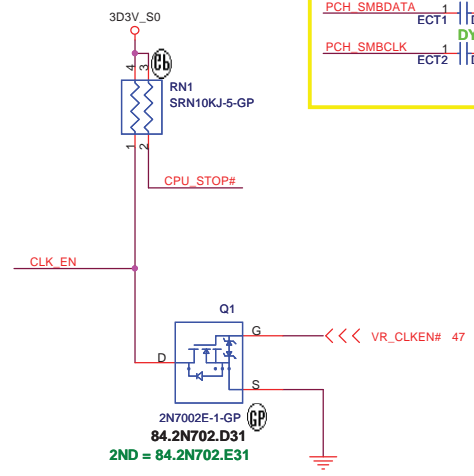 PCH_SMBDATA 1
ECT1
DY
PCH_SMBCLK 1
ECT2
3D3V_S0
4 3
RN1
SRN10KJ-5-GP
1 2
CPU_STOP#
CLK_EN
Q1
G
VR_CLKEN# 47
D
S
2N7002E-1-GP GP
84.2N702.D31
2ND = 84.2N702.E31